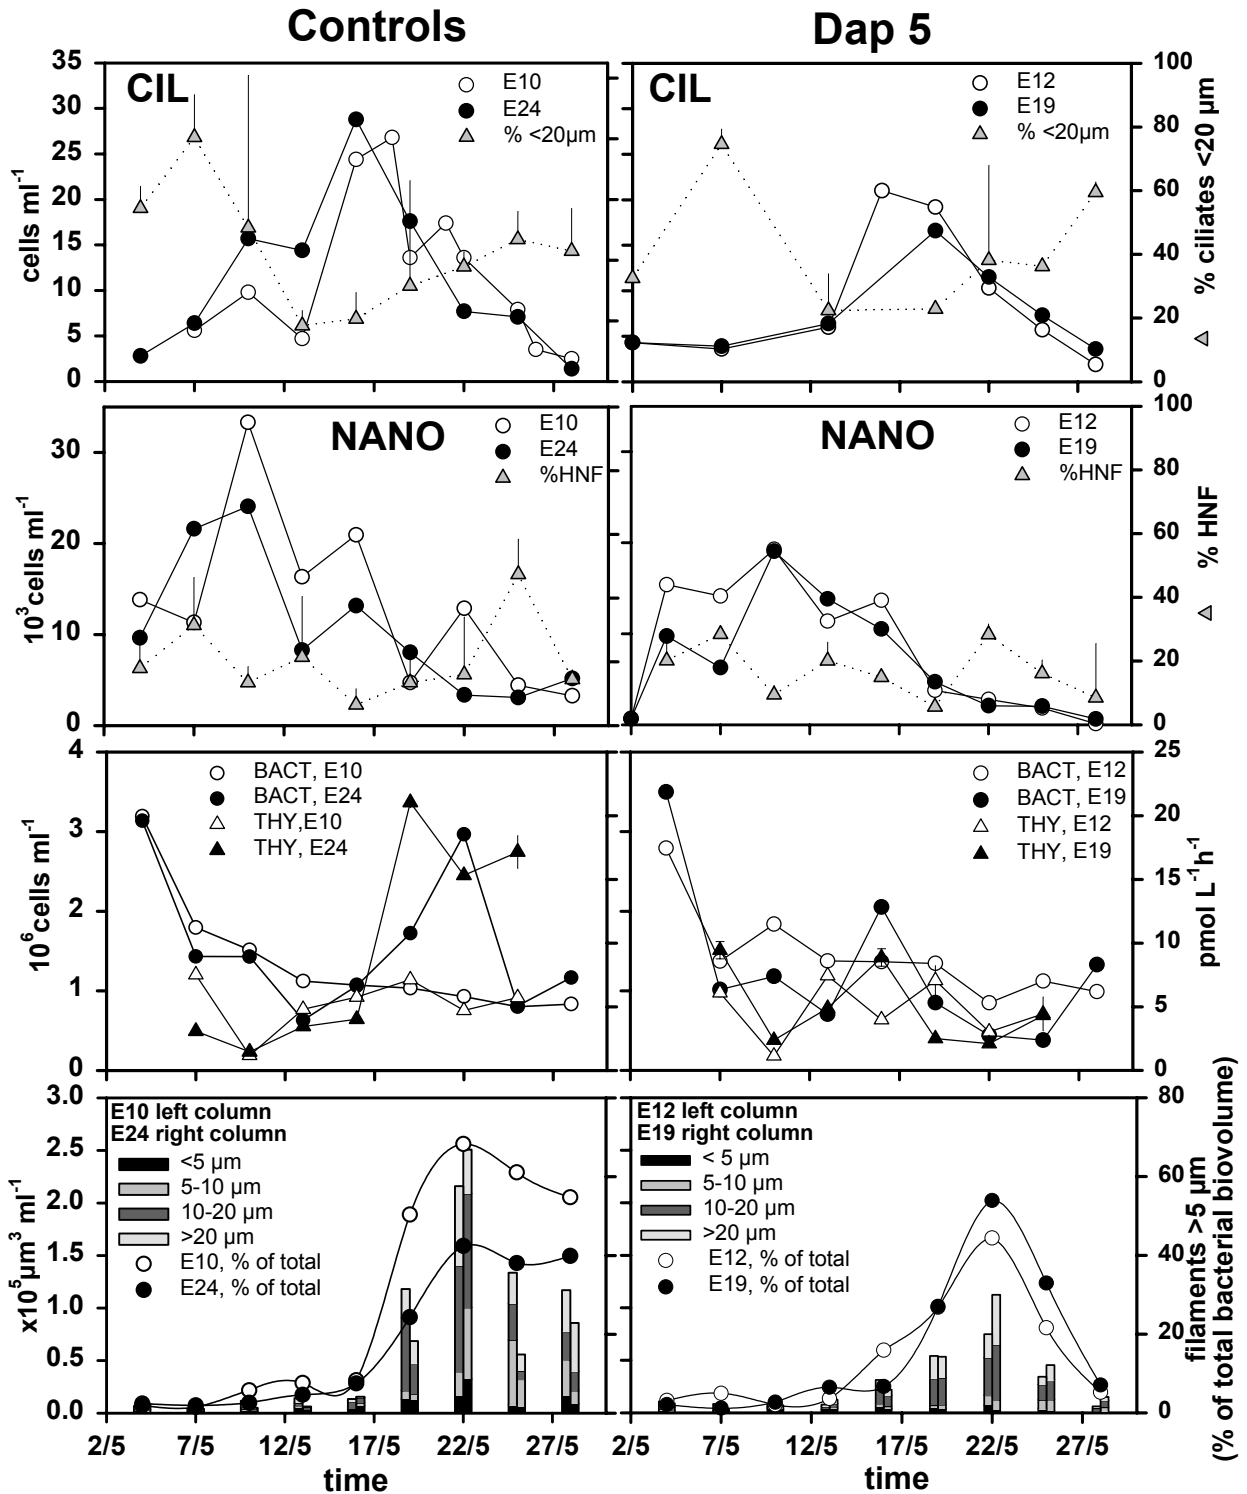 Controls
Dap 5
35
30
25
20
15
10
5
0
cells ml-1
CIL
E10
E24
% <20µm
CIL
E12
E19
% <20µm
100
80
60
40
20
0
% ciliates <20 µm
30
20
10
0
10³cells ml-1
NANO
E10
E24
%HNF
NANO
E12
E19
%HNF
100
80
60
40
20
0
% HNF
4
3
2
1
0
10⁶cells ml-1
BACT, E10
BACT, E24
THY,E10
THY, E24
BACT, E12
BACT, E19
THY, E12
THY, E19
25
20
15
10
5
0
pmol L-1h-1
3.0
2.5
2.0
1.5
1.0
0.5
0.0
x10⁵µm³ ml-1
E10 left column
E24 right column
<5 µm
5-10 µm
10-20 µm
>20 µm
E10, % of total
E24, % of total
E12 left column
E19 right column
< 5 µm
5-10 µm
10-20 µm
>20 µm
E12, % of total
E19, % of total
80
60
40
20
0
filaments >5 µm
(% of total bacterial biovolume)
2/5 7/5 12/5 17/5 22/5 27/5
2/5 7/5 12/5 17/5 22/5 27/5
time
time